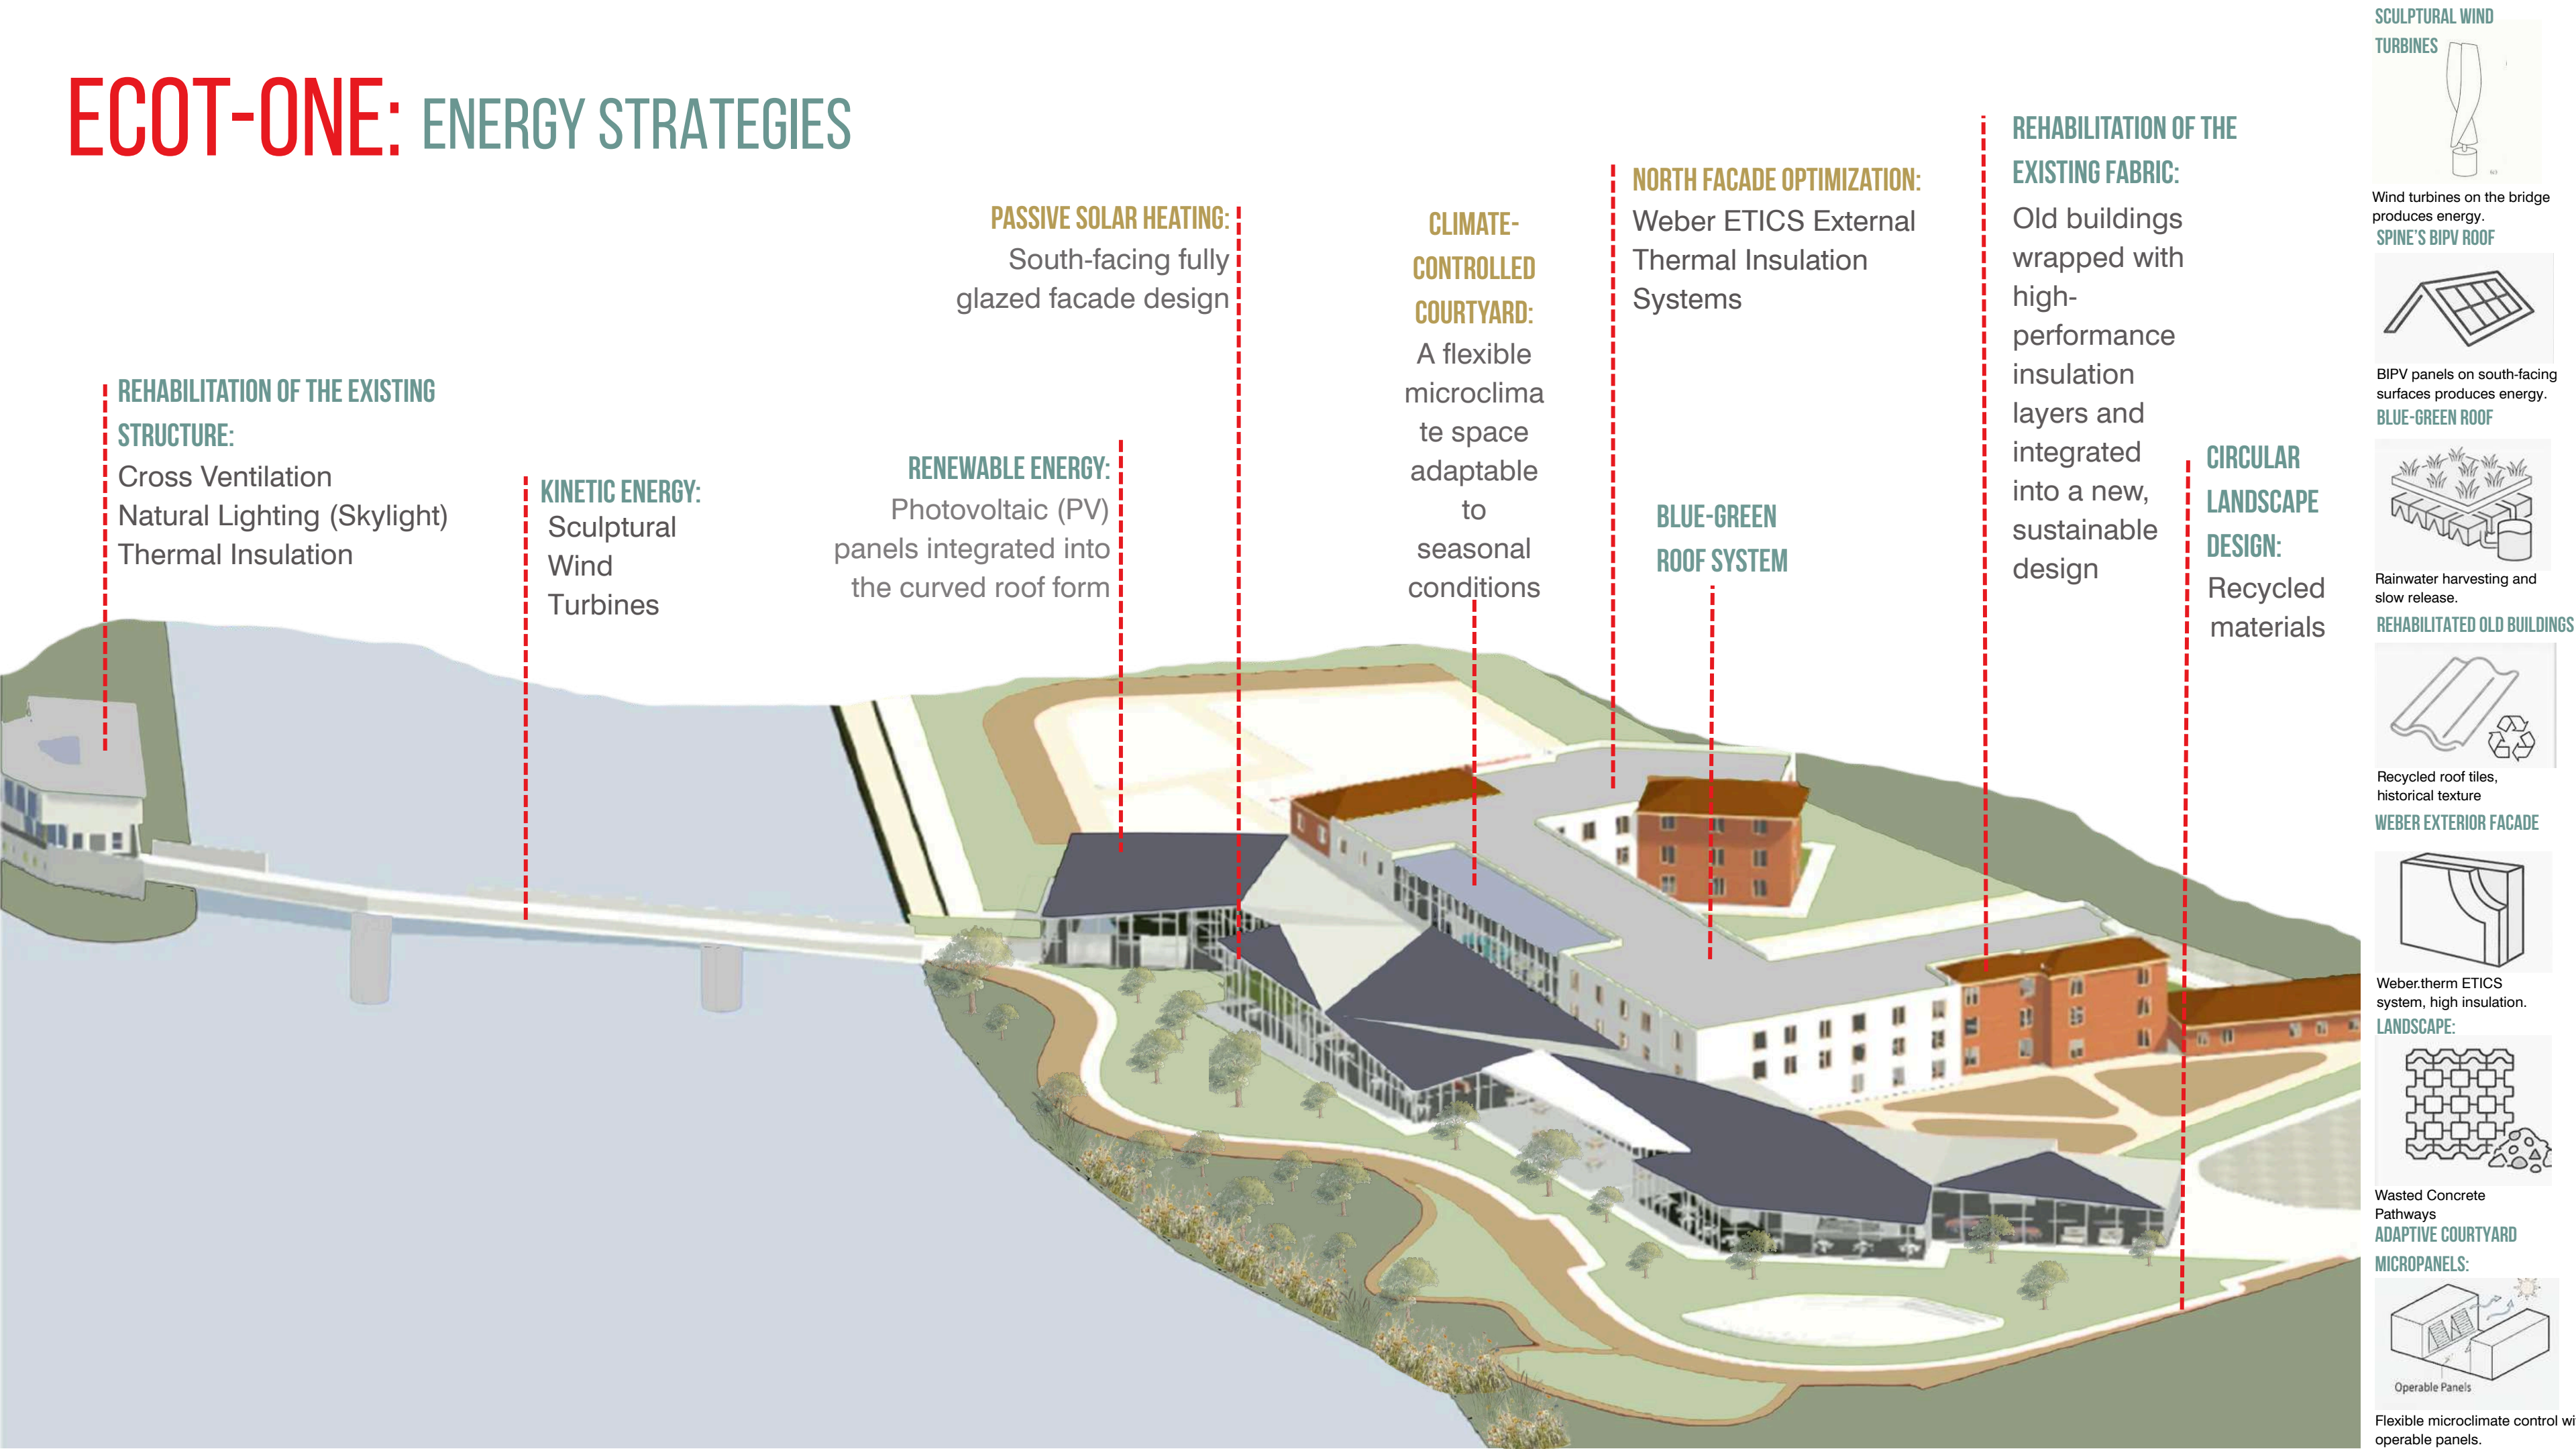 ECOT-ONE: ENERGY STRATEGIES
REHABILITATION OF THE EXISTING
STRUCTURE:
Cross Ventilation
Natural Lighting (Skylight)
Thermal Insulation
KINETIC ENERGY:
Sculptural
Wind
Turbines
RENEWABLE ENERGY:
Photovoltaic (PV)
panels integrated into
the curved roof form
PASSIVE SOLAR HEATING:
South-facing fully
glazed facade design
CLIMATE-
CONTROLLED
COURTYARD:
A flexible
microclima
te space
adaptable
to
seasonal
conditions
NORTH FACADE OPTIMIZATION:
Weber ETICS External
Thermal Insulation
Systems
BLUE-GREEN
ROOF SYSTEM
REHABILITATION OF THE
EXISTING FABRIC:
Old buildings
wrapped with
high-
performance
insulation
layers and
integrated
into a new,
sustainable
design
CIRCULAR
LANDSCAPE
DESIGN:
Recycled
materials
SCULPTURAL WIND
TURBINES
Wind turbines on the bridge
produces energy.
SPINE'S BIPV ROOF
BIPV panels on south-facing
surfaces produces energy.
BLUE-GREEN ROOF
Rainwater harvesting and
slow release.
REHABILITATED OLD BUILDINGS
Recycled roof tiles,
historical texture
WEBER EXTERIOR FACADE
Weber.therm ETICS
system, high insulation.
LANDSCAPE:
Wasted Concrete
Pathways
ADAPTIVE COURTYARD
MICROPANELS:
Operable Panels
Flexible microclimate control wi
operable panels.